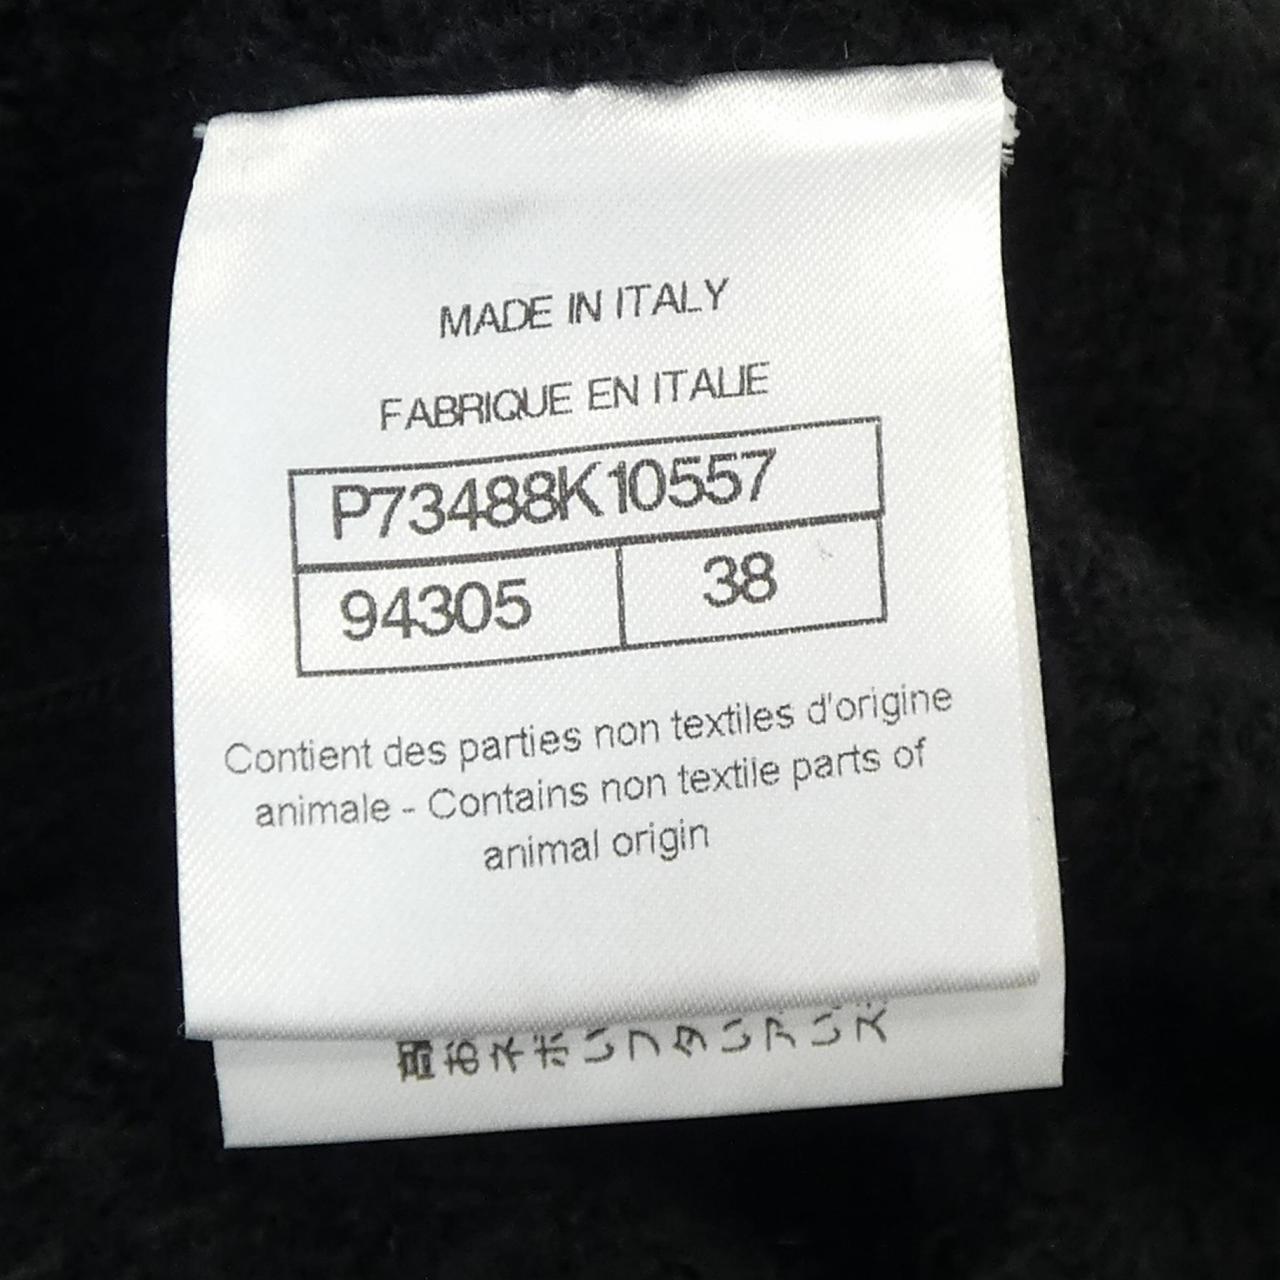 MADE IN ITALY
FABRIQUE EN ITALIE
P73488K10557
94305 38
Contient des parties non textiles d'origine
animale - Contains non textile parts of
animal origin